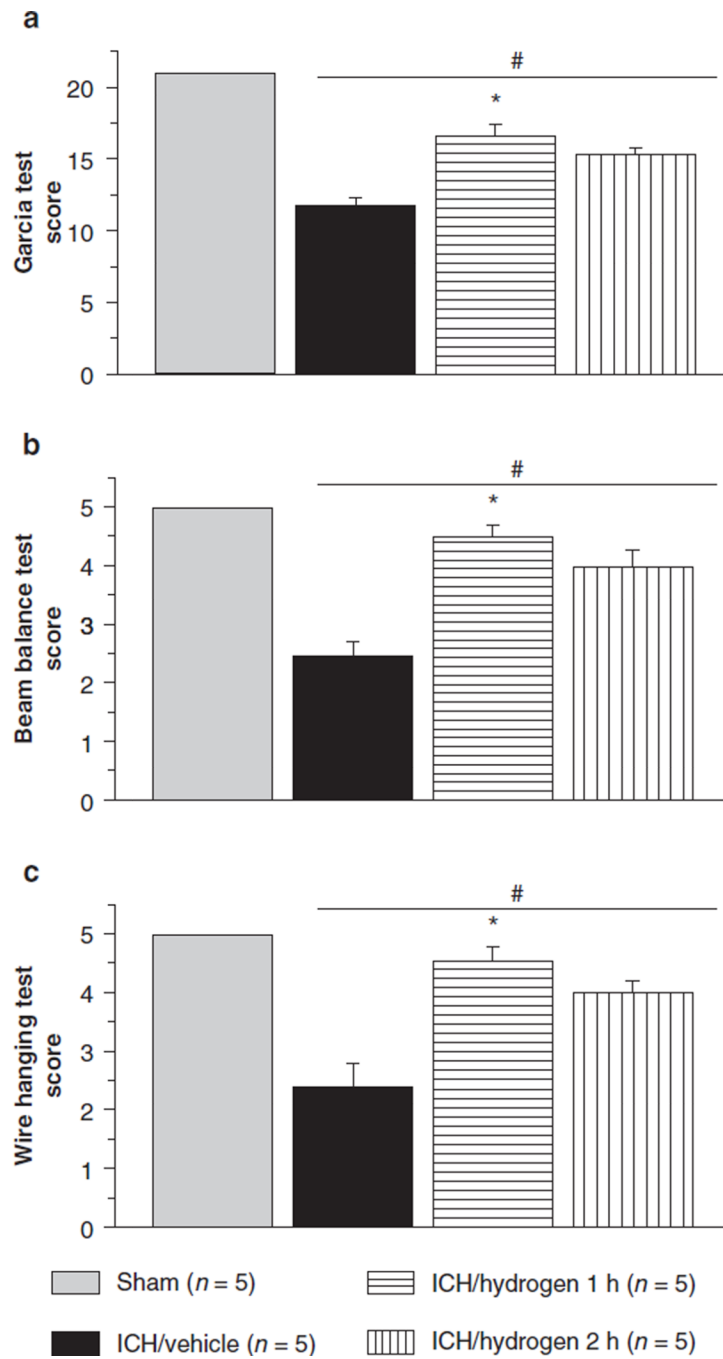 a
#
*
20
15
10
5
0
Garcia test
score
b
#
*
5
4
3
2
1
0
Beam balance test
score
c
#
*
5
4
3
2
1
0
Wire hanging test
score
Sham (n = 5)
ICH/hydrogen 1 h (n = 5)
ICH/vehicle (n = 5)
ICH/hydrogen 2 h (n = 5)